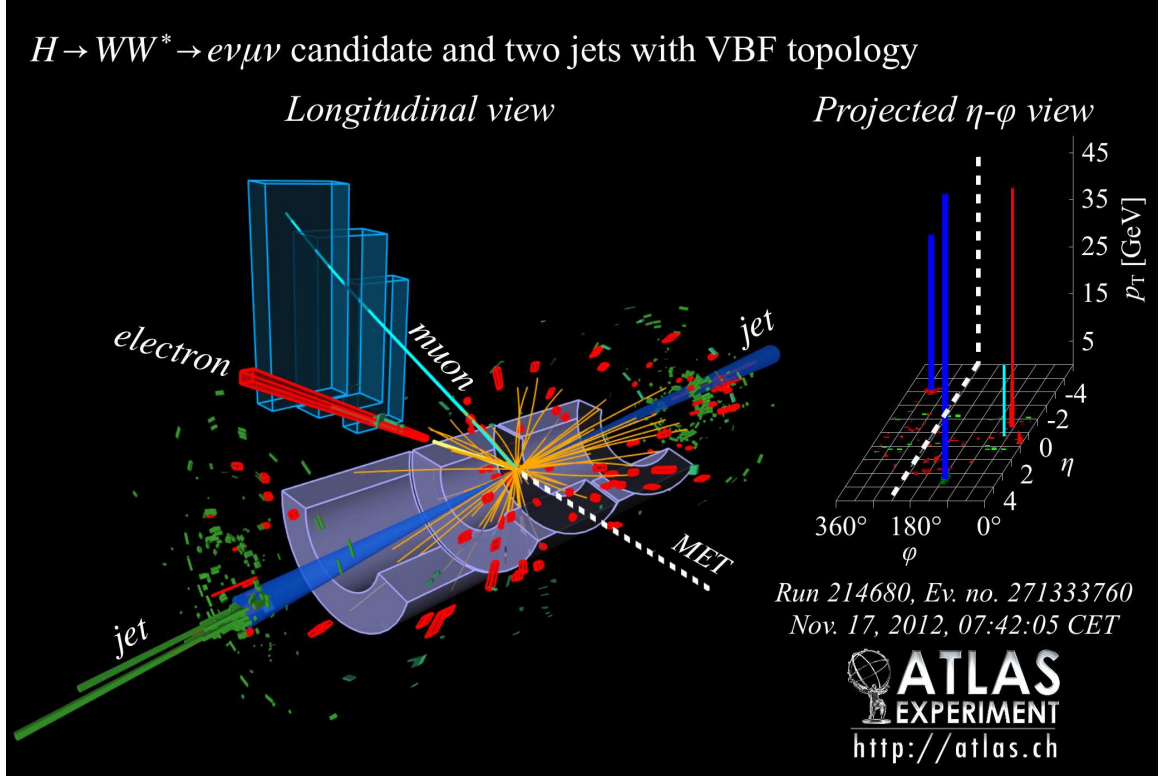 H→WW*→eνμν candidate and two jets with VBF topology
Longitudinal view
Projected η-φ view
electron
muon
jet
MET
jet
45
35
25
15
5
pT [GeV]
-4
-2
0
2
4
η
360° 180° 0°
φ
Run 214680, Ev. no. 271333760
Nov. 17, 2012, 07:42:05 CET
ATLAS
EXPERIMENT
http://atlas.ch